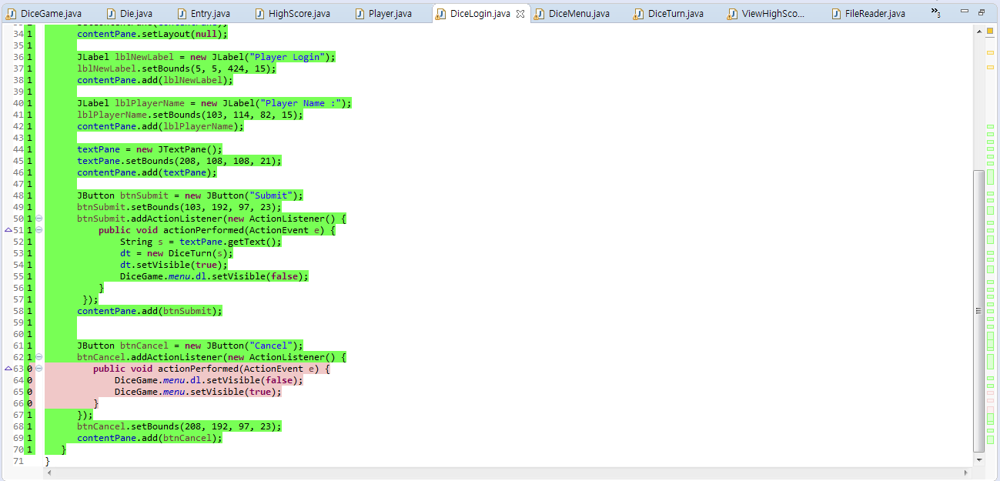 DiceGame.java Die.java Entry.java HighScore.java Player.java DiceLogin.java DiceMenu.java DiceTurn.java ViewHighSco... FileReader.java »3
34 1 contentPane.setLayout(null);
35 1
36 1 JLabel lblNewLabel = new JLabel("Player Login");
37 1 lblNewLabel.setBounds(5, 5, 424, 15);
38 1 contentPane.add(lblNewLabel);
39 1
40 1 JLabel lblPlayerName = new JLabel("Player Name :");
41 1 lblPlayerName.setBounds(103, 114, 82, 15);
42 1 contentPane.add(lblPlayerName);
43 1
44 1 textPane = new JTextPane();
45 1 textPane.setBounds(208, 108, 108, 21);
46 1 contentPane.add(textPane);
47 1
48 1 JButton btnSubmit = new JButton("Submit");
49 1 btnSubmit.setBounds(103, 192, 97, 23);
50 1 btnSubmit.addActionListener(new ActionListener() {
51 1 public void actionPerformed(ActionEvent e) {
52 1 String s = textPane.getText();
53 1 dt = new DiceTurn(s);
54 1 dt.setVisible(true);
55 1 DiceGame.menu.dl.setVisible(false);
56 1 }
57 1 });
58 1 contentPane.add(btnSubmit);
59 1
60 1
61 1 JButton btnCancel = new JButton("Cancel");
62 1 btnCancel.addActionListener(new ActionListener() {
63 0 public void actionPerformed(ActionEvent e) {
64 0 DiceGame.menu.dl.setVisible(false);
65 0 DiceGame.menu.setVisible(true);
66 0 }
67 1 });
68 1 btnCancel.setBounds(208, 192, 97, 23);
69 1 contentPane.add(btnCancel);
70 1 }
71 }